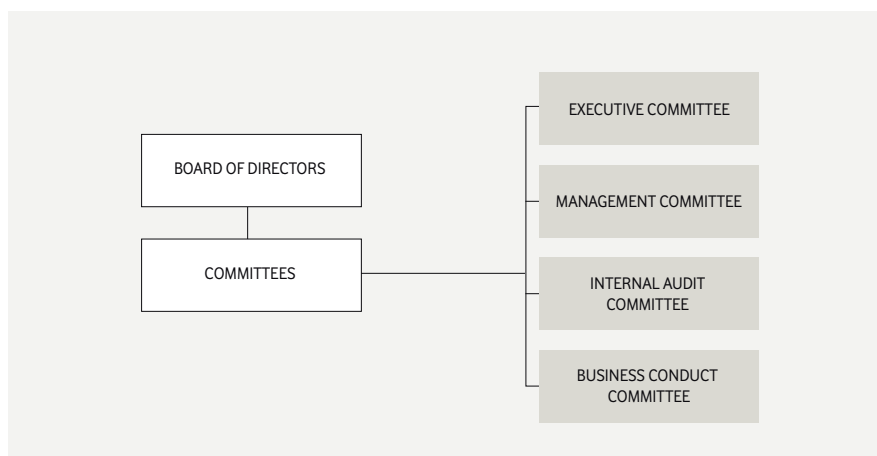 BOARD OF DIRECTORS
COMMITTEES
EXECUTIVE COMMITTEE
MANAGEMENT COMMITTEE
INTERNAL AUDIT
COMMITTEE
BUSINESS CONDUCT
COMMITTEE